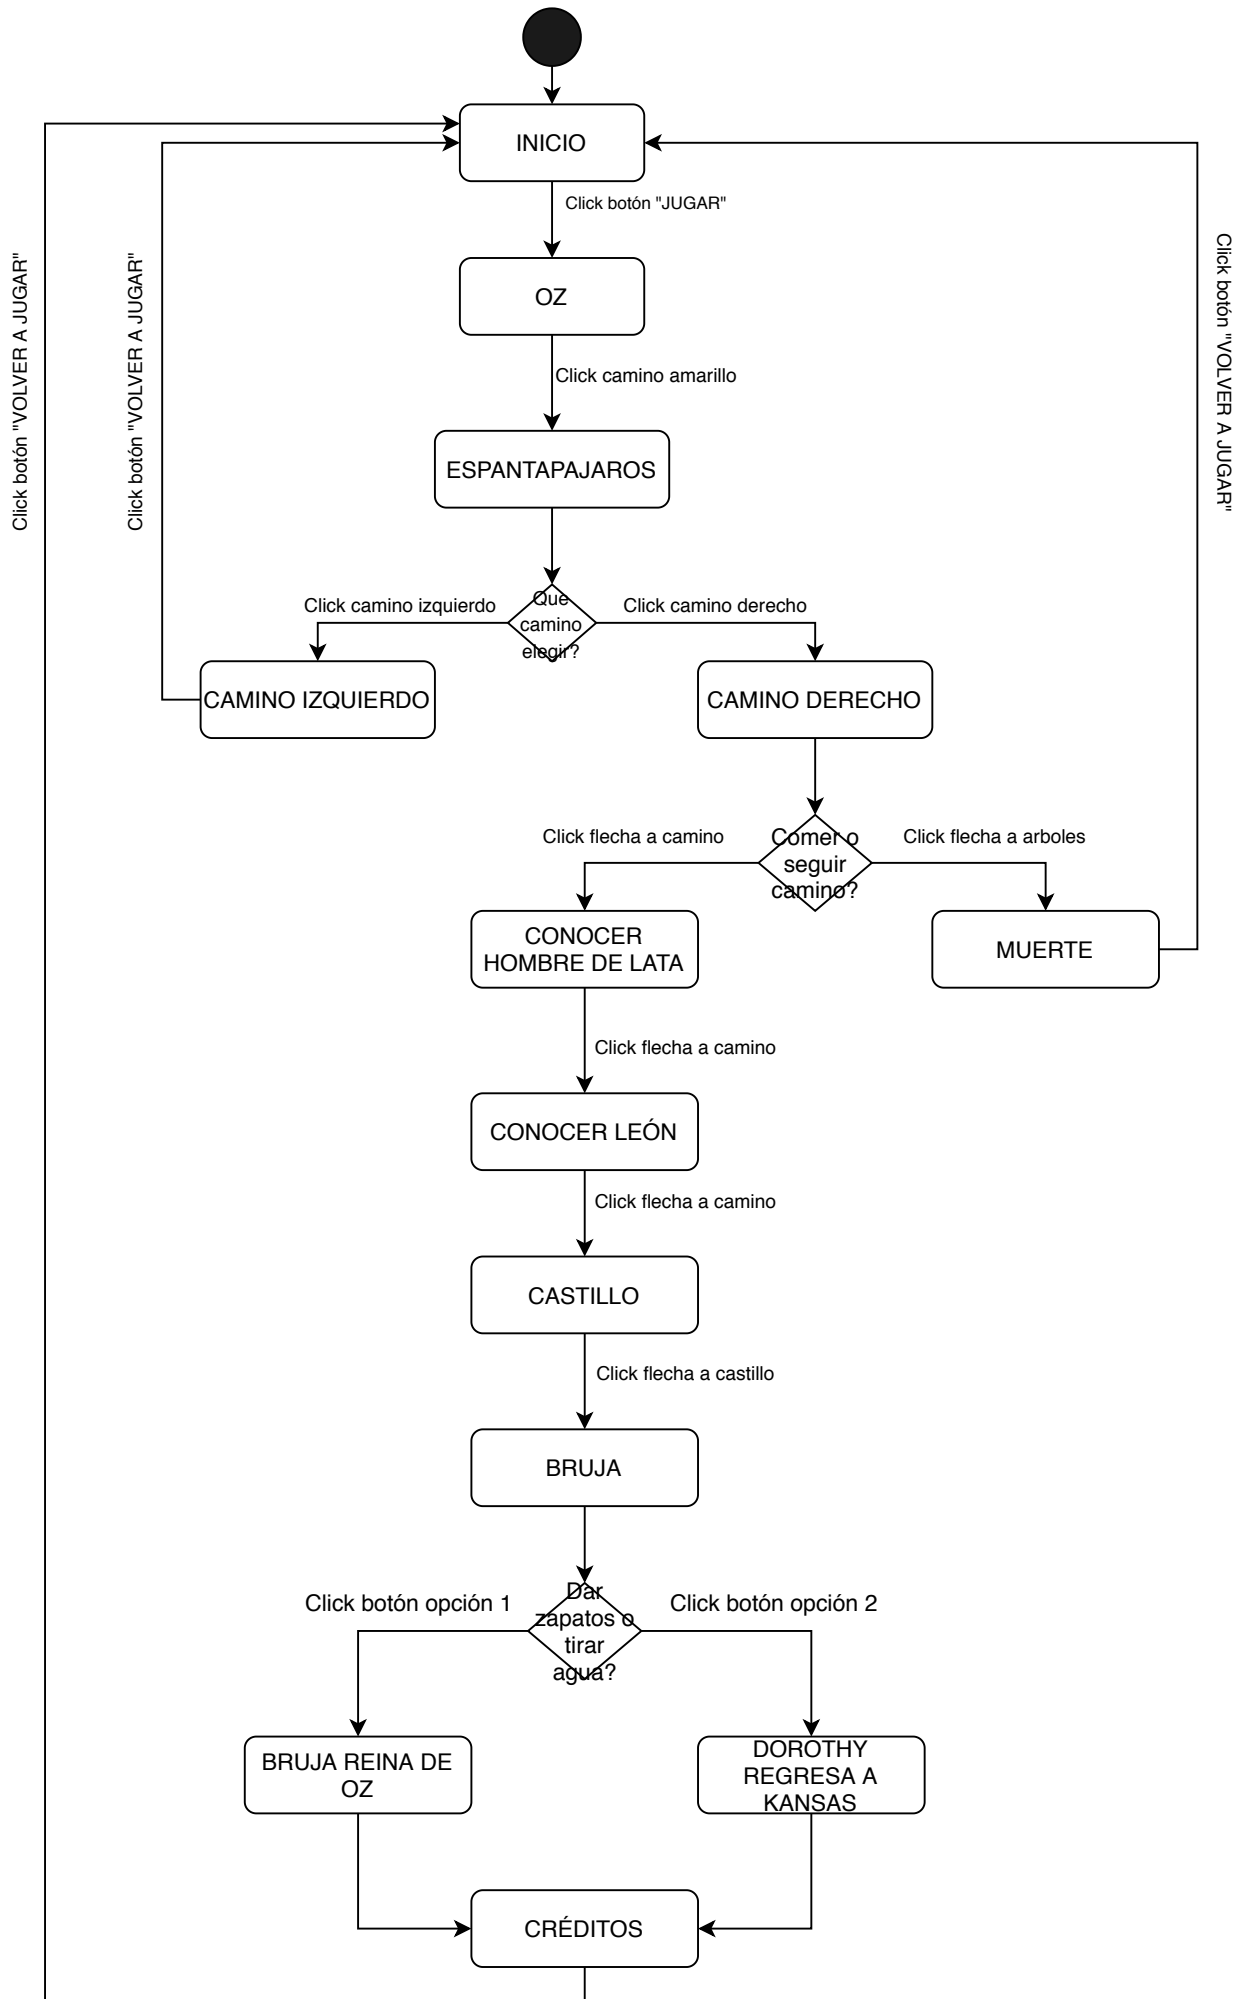 INICIO
Click botón "JUGAR"
Click botón "VOLVER A JUGAR"
Click botón "VOLVER A JUGAR"
Click botón "VOLVER A JUGAR"
OZ
Click camino amarillo
ESPANTAPAJAROS
Click camino izquierdo
Que
camino
elegir?
Click camino derecho
CAMINO IZQUIERDO
CAMINO DERECHO
Click flecha a camino
Comer o
seguir
camino?
Click flecha a arboles
CONOCER
HOMBRE DE LATA
MUERTE
Click flecha a camino
CONOCER LEÓN
Click flecha a camino
CASTILLO
Click flecha a castillo
BRUJA
Click botón opción 1
Dar
zapatos o
tirar
agua?
Click botón opción 2
BRUJA REINA DE
OZ
DOROTHY
REGRESA A
KANSAS
CRÉDITOS